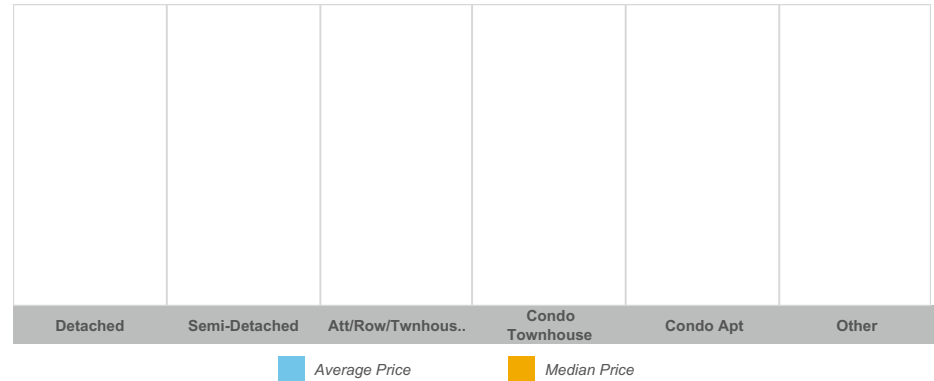 Detached
Semi-Detached
Att/Row/Twnhous..
Condo
Townhouse
Condo Apt
Other
Average Price
Median Price